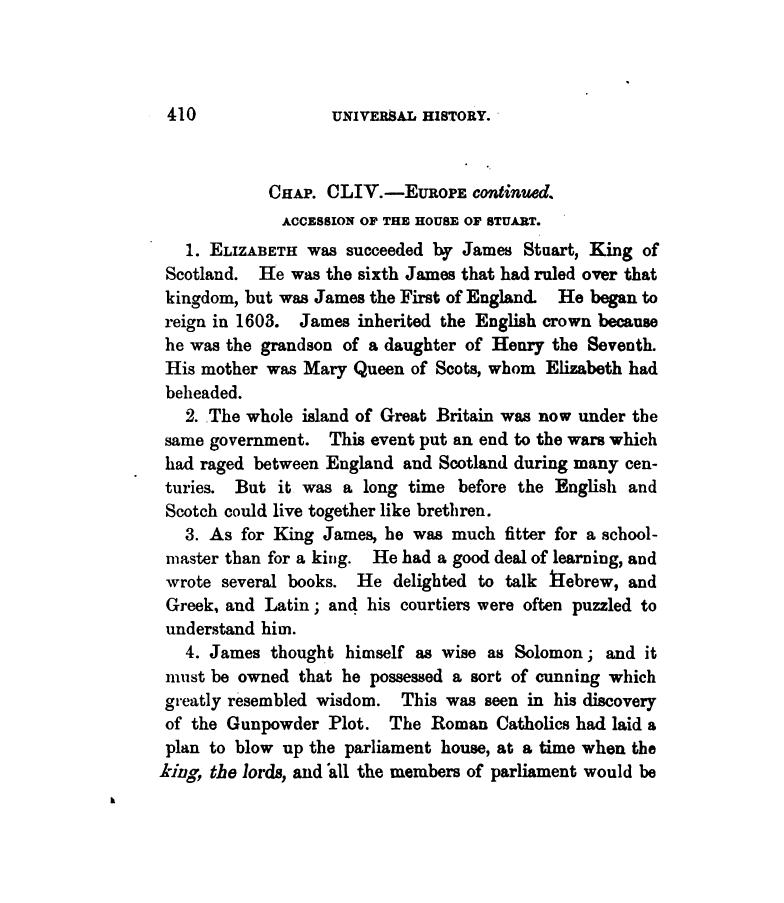 410
UNIVERSAL HISTORY.
CHAP. CLIV.—EUROPE continued.
ACCESSION OF THE HOUSE OF STUART.
1. ELIZABETH was succeeded by James Stuart, King of
Scotland. He was the sixth James that had ruled over that
kingdom, but was James the First of England. He began to
reign in 1603. James inherited the English crown because
he was the grandson of a daughter of Henry the Seventh.
His mother was Mary Queen of Scots, whom Elizabeth had
beheaded.
2. The whole island of Great Britain was now under the
same government. This event put an end to the wars which
had raged between England and Scotland during many cen-
turies. But it was a long time before the English and
Scotch could live together like brethren.
3. As for King James, he was much fitter for a school-
master than for a king. He had a good deal of learning, and
wrote several books. He delighted to talk Hebrew, and
Greek, and Latin; and his courtiers were often puzzled to
understand him.
4. James thought himself as wise as Solomon; and it
must be owned that he possessed a sort of cunning which
greatly resembled wisdom. This was seen in his discovery
of the Gunpowder Plot. The Roman Catholics had laid a
plan to blow up the parliament house, at a time when the
king, the lords, and all the members of parliament would be